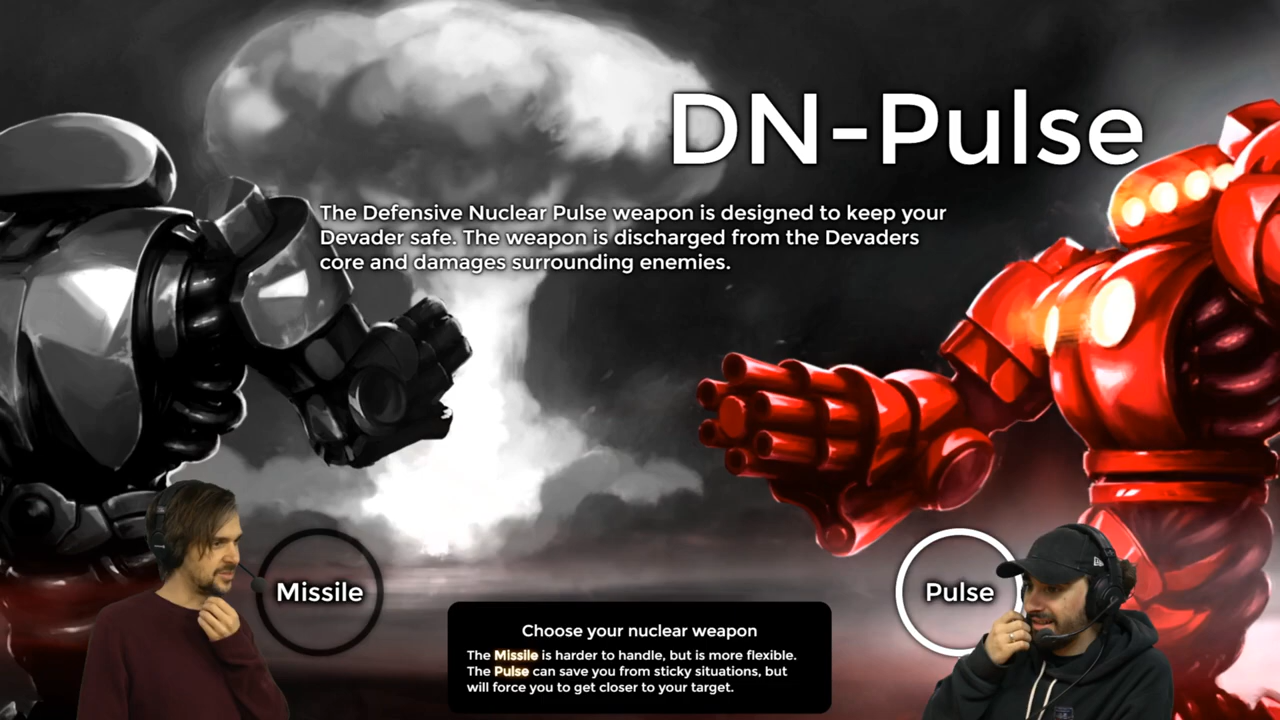 DN-Pulse
The Defensive Nuclear Pulse weapon is designed to keep your
Devader safe. The weapon is discharged from the Devaders
core and damages surrounding enemies.
Missile
Pulse
Choose your nuclear weapon
The Missile is harder to handle, but is more flexible.
The Pulse can save you from sticky situations, but
will force you to get closer to your target.